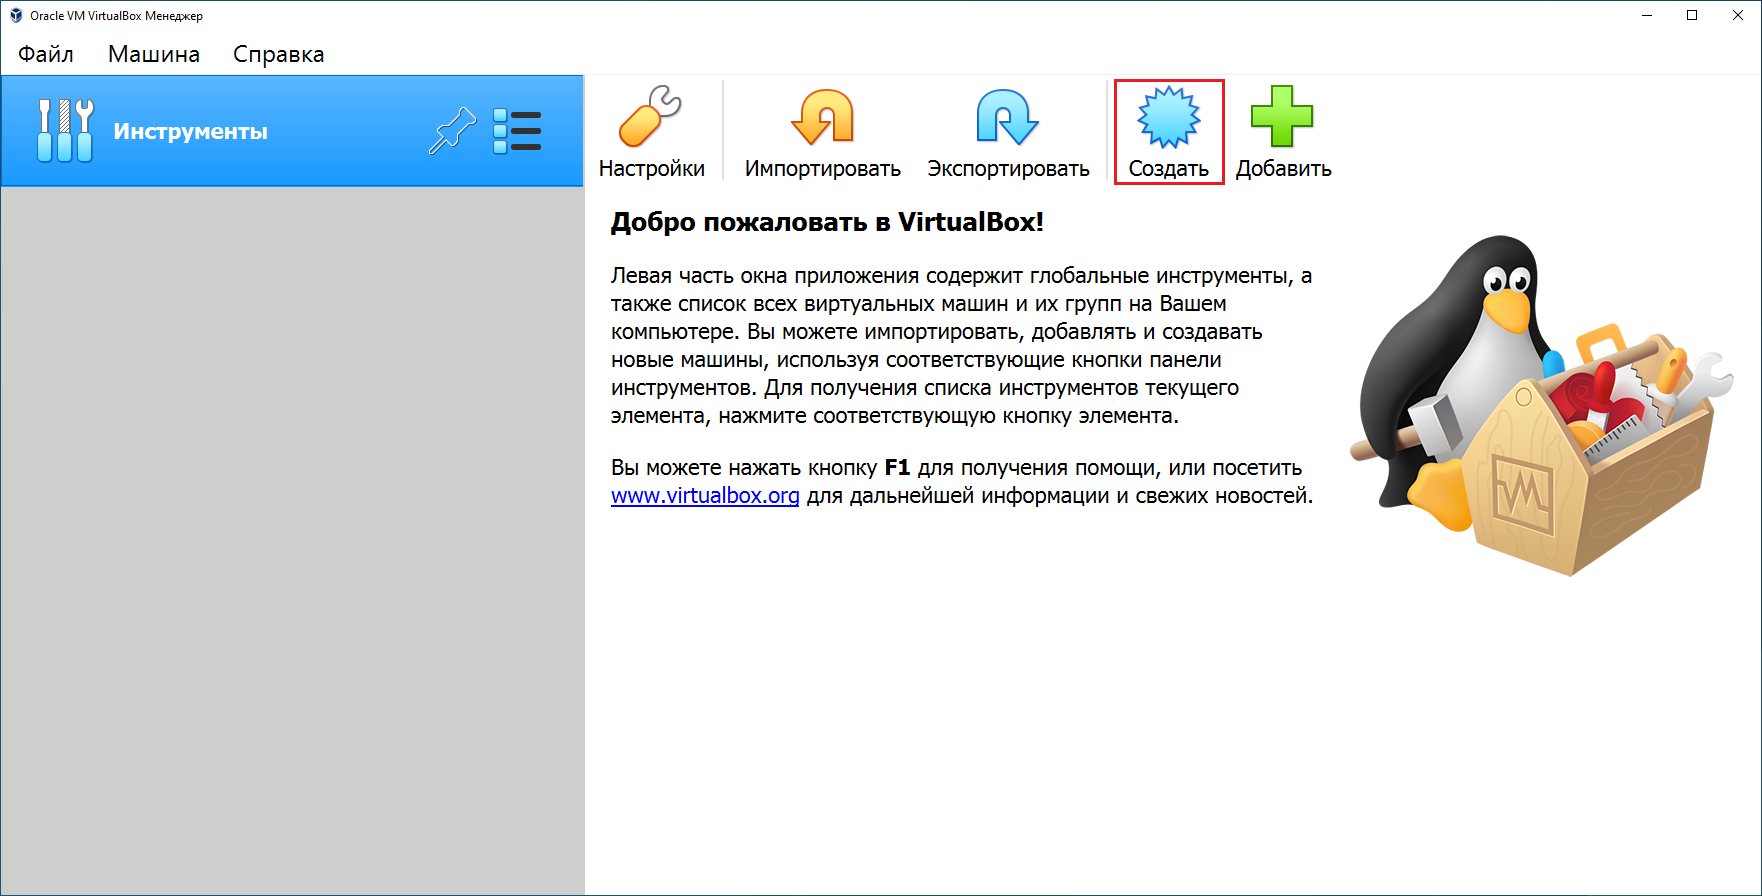 Oracle VM VirtualBox Менеджер
Файл Машина Справка
Инструменты
Настройки Импортировать Экспортировать Создать Добавить
Добро пожаловать в VirtualBox!
Левая часть окна приложения содержит глобальные инструменты, а
также список всех виртуальных машин и их групп на Вашем
компьютере. Вы можете импортировать, добавлять и создавать
новые машины, используя соответствующие кнопки панели
инструментов. Для получения списка инструментов текущего
элемента, нажмите соответствующую кнопку элемента.
Вы можете нажать кнопку F1 для получения помощи, или посетить
www.virtualbox.org для дальнейшей информации и свежих новостей.